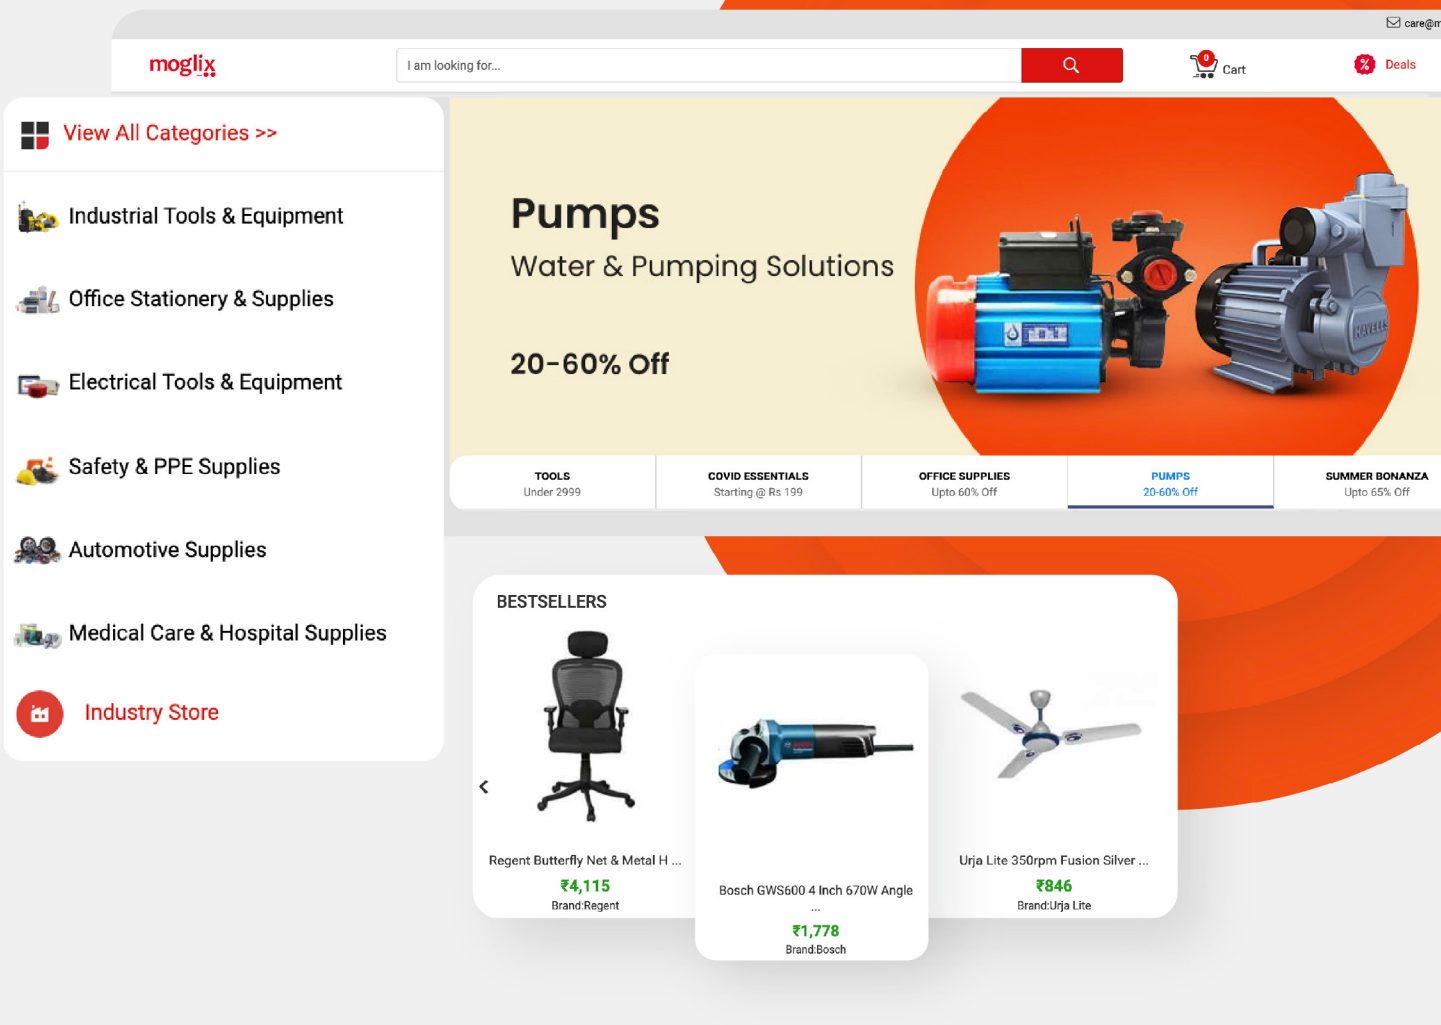 care@m
moglix
I am looking for...
0
Cart
%
Deals
View All Categories >>
Industrial Tools & Equipment
Office Stationery & Supplies
Electrical Tools & Equipment
Safety & PPE Supplies
Automotive Supplies
Medical Care & Hospital Supplies
Industry Store
Pumps
Water & Pumping Solutions
20-60% Off
HAVELLS
TOOLS
Under 2999
COVID ESSENTIALS
Starting @ Rs 199
OFFICE SUPPLIES
Upto 60% Off
PUMPS
20-60% Off
SUMMER BONANZA
Upto 65% Off
BESTSELLERS
Regent Butterfly Net & Metal H ...
₹4,115
Brand:Regent
Bosch GWS600 4 Inch 670W Angle
...
₹1,778
Brand:Bosch
Urja Lite 350rpm Fusion Silver ...
₹846
Brand:Urja Lite